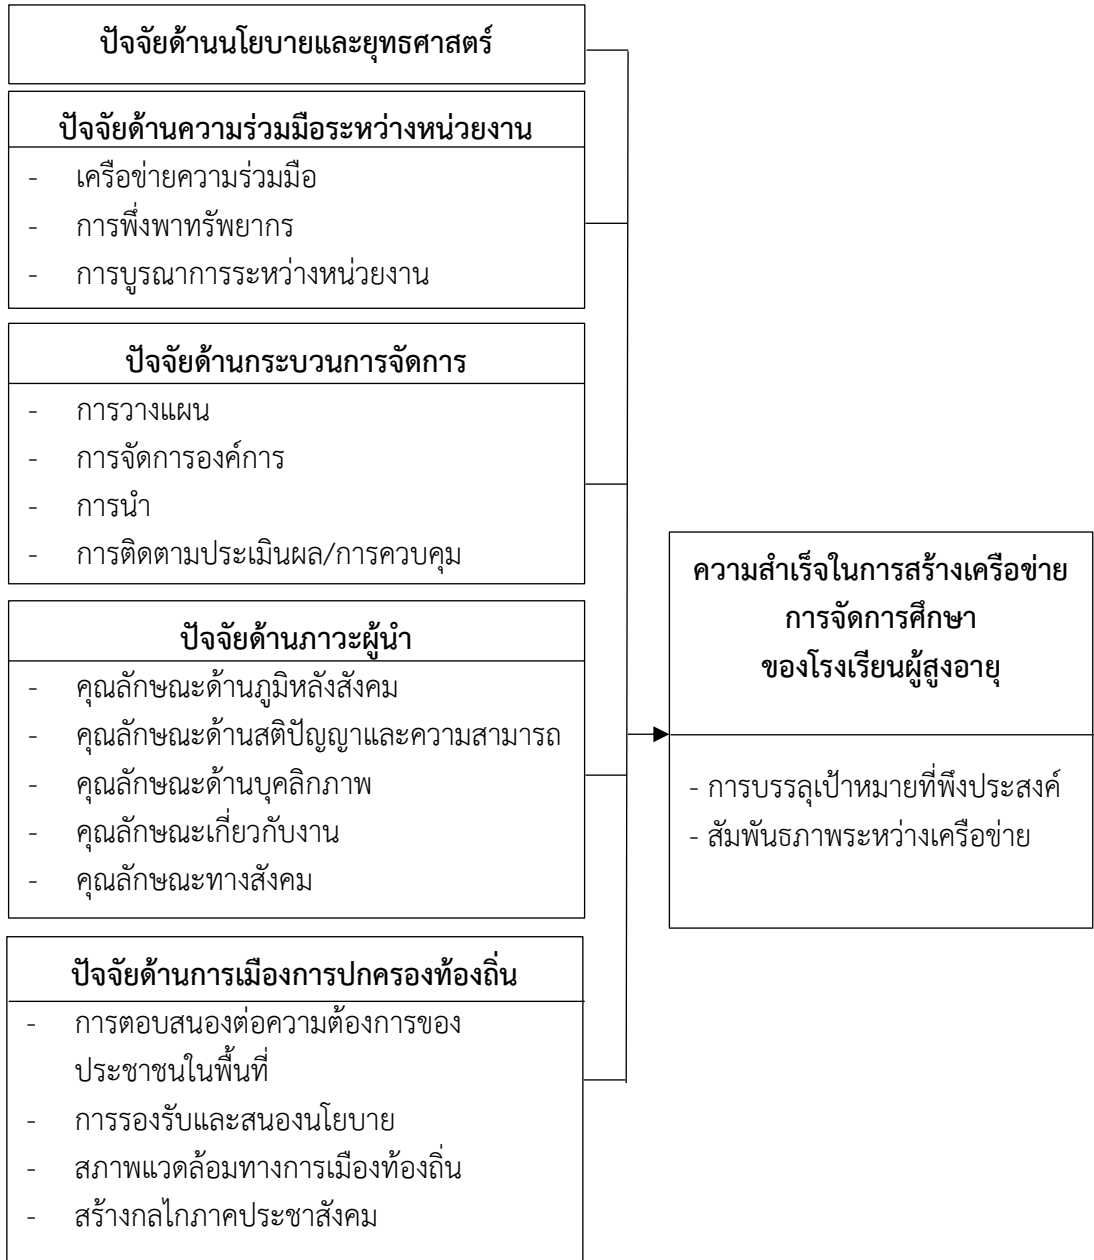 ปัจจัยด้านนโยบายและยุทธศาสตร์
ปัจจัยด้านความร่วมมือระหว่างหน่วยงาน
- เครือข่ายความร่วมมือ
- การพึ่งพาทรัพยากร
- การบูรณาการระหว่างหน่วยงาน
ปัจจัยด้านกระบวนการจัดการ
- การวางแผน
- การจัดการองค์การ
- การนำ
- การติดตามประเมินผล/การควบคุม
ปัจจัยด้านภาวะผู้นำ
- คุณลักษณะด้านภูมิหลังสังคม
- คุณลักษณะด้านสติปัญญาและความสามารถ
- คุณลักษณะด้านบุคลิกภาพ
- คุณลักษณะเกี่ยวกับงาน
- คุณลักษณะทางสังคม
ปัจจัยด้านการเมืองการปกครองท้องถิ่น
- การตอบสนองต่อความต้องการของ
ประชาชนในพื้นที่
- การรองรับและสนองนโยบาย
- สภาพแวดล้อมทางการเมืองท้องถิ่น
- สร้างกลไกภาคประชาสังคม
ความสำเร็จในการสร้างเครือข่าย
การจัดการศึกษา
ของโรงเรียนผู้สูงอายุ
- การบรรลุเป้าหมายที่พึงประสงค์
- สัมพันธภาพระหว่างเครือข่าย